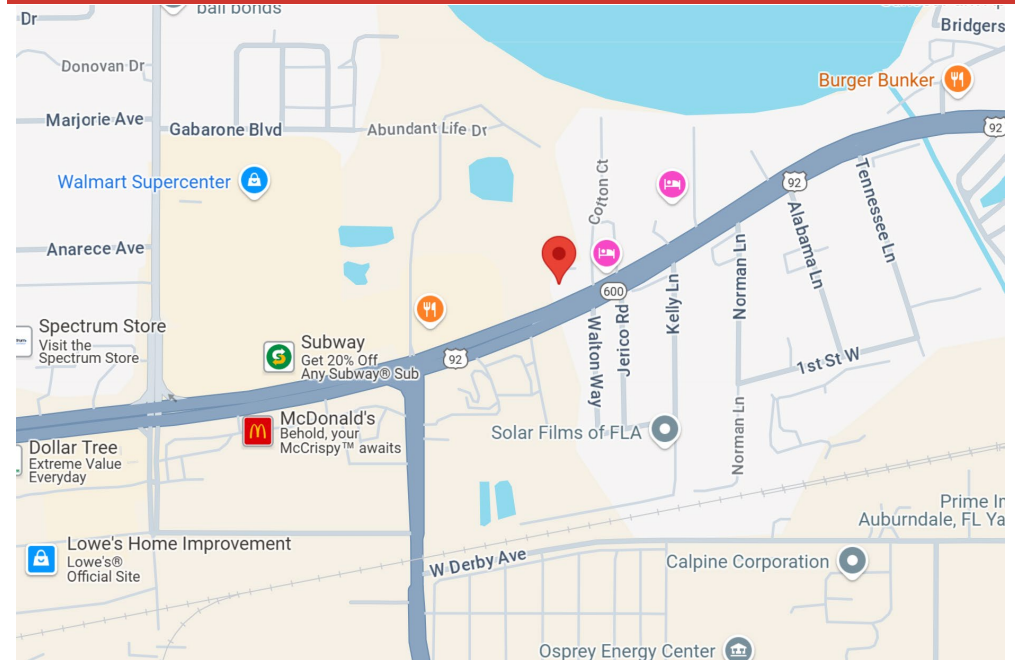 bail bonds
Dr
Bridgers
Donovan Dr
Burger Bunker
Marjorie Ave
Gabarone Blvd
Abundant Life Dr
92
Walmart Supercenter
Cotton Ct
92
Tennessee Ln
Alabama Ln
Anarece Ave
Norman Ln
600
Kelly Ln
Jerico Rd
Walton Way
Spectrum Store
Visit the
Spectrum Store
Subway
Get 20% Off
Any Subway® Sub
92
1st St W
McDonald's
Behold, your
McCrispy™ awaits
Solar Films of FLA
Norman Ln
Dollar Tree
Extreme Value
Everyday
Prime In
Auburndale, FL Ya
Lowe's Home Improvement
Lowe's®
Official Site
W Derby Ave
Calpine Corporation
Osprey Energy Center